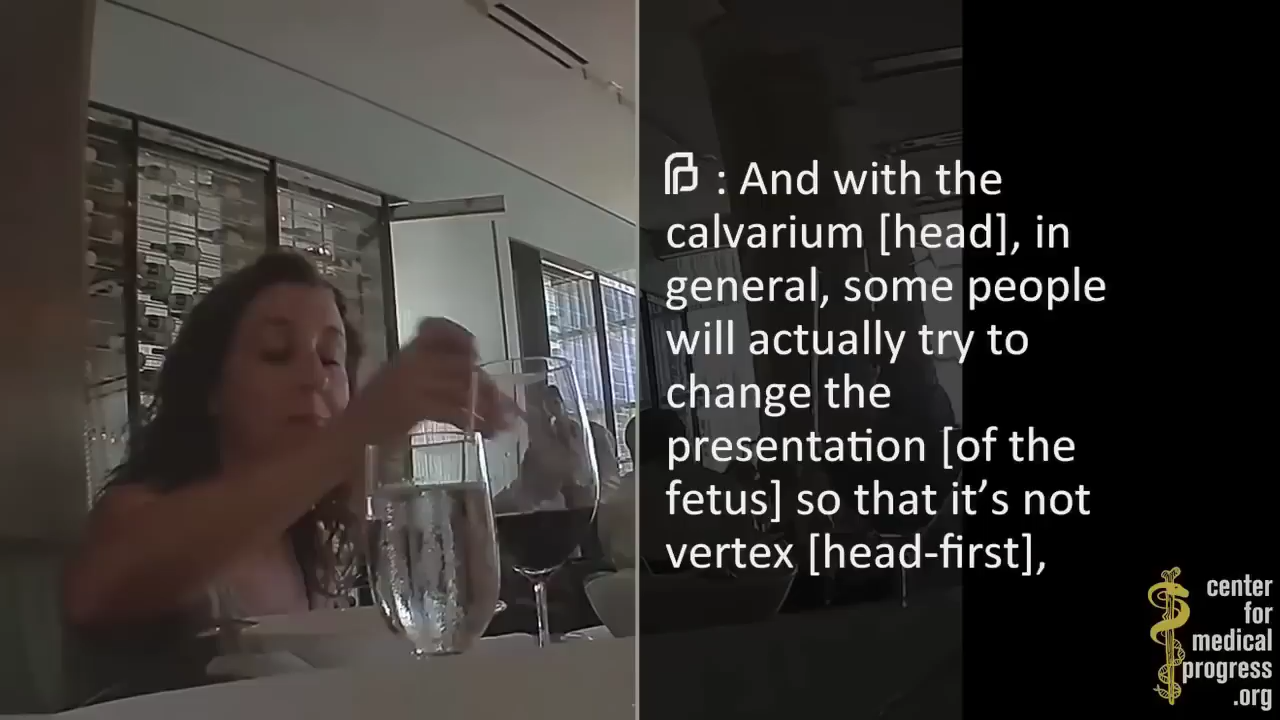 : And with the
calvarium [head], in
general, some people
will actually try to
change the
presentation [of the
fetus] so that it’s not
vertex [head-first],
center
for
medical
progress
.org